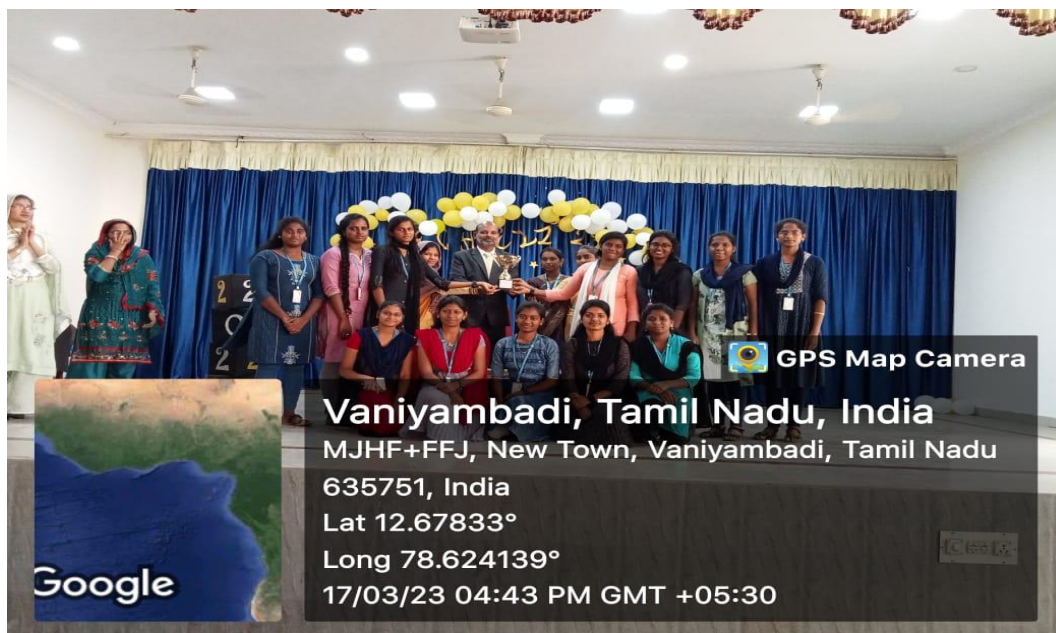 GPS Map Camera
Vaniyambadi, Tamil Nadu, India
MJHF+FFJ, New Town, Vaniyambadi, Tamil Nadu
635751, India
Lat 12.67833°
Long 78.624139°
17/03/23 04:43 PM GMT +05:30
Google